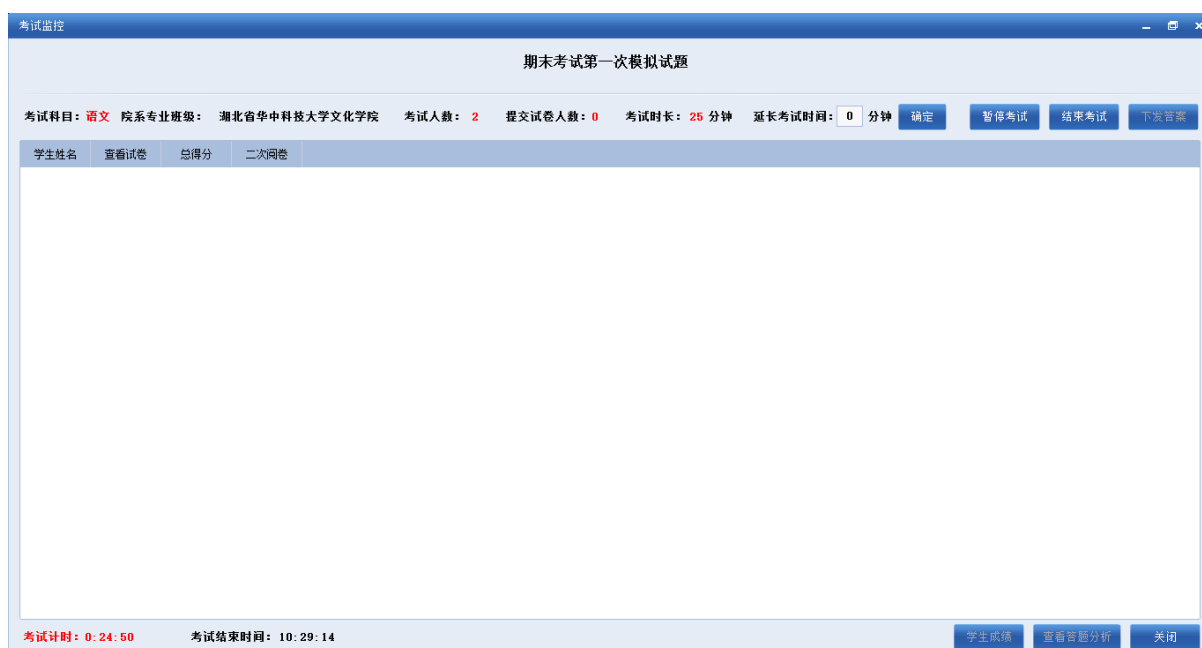 考试监控
期末考试第一次模拟试题
考试科目：语文 院系专业班级： 湖北省华中科技大学文化学院 考试人数： 2 提交试卷人数：0 考试时长： 25 分钟 延长考试时间： 0 分钟 确定 暂停考试 结束考试 下发答案
学生姓名 查看试卷 总得分 二次阅卷
考试计时：0:24:50 考试结束时间：10:29:14 学生成绩 查看答题分析 关闭